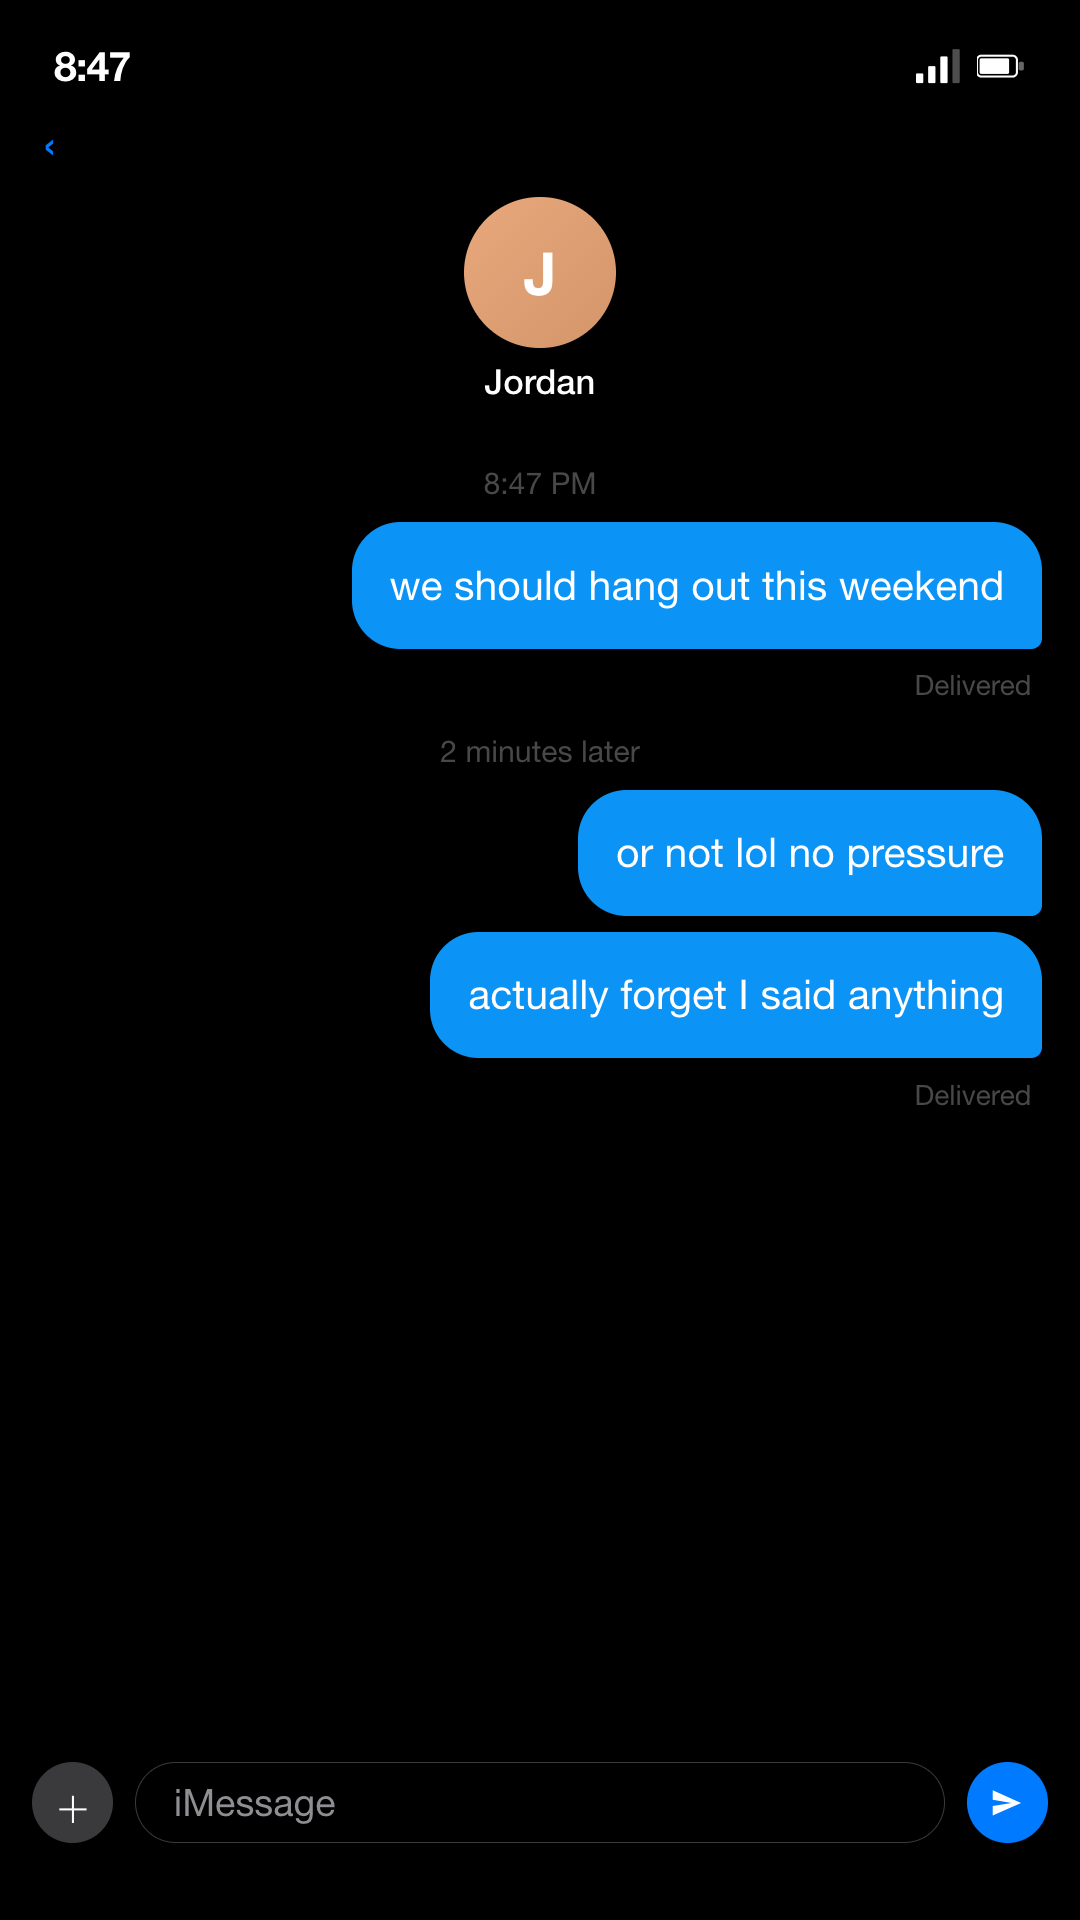 8:47
J
Jordan
8:47 PM
we should hang out this weekend
Delivered
2 minutes later
or not lol no pressure
actually forget I said anything
Delivered
iMessage